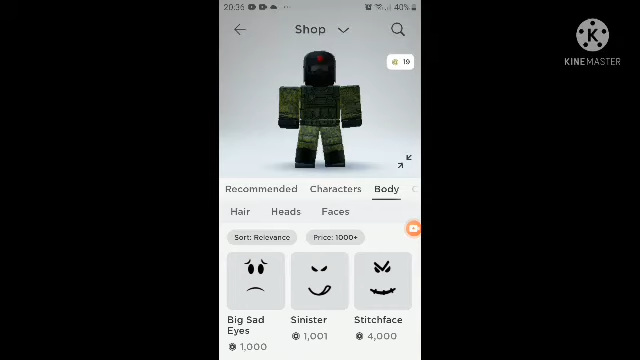 20.36
40%
Shop
K
KINEMASTER
19
Recommended Characters Body C
Hair Heads Faces
Sort: Relevance Price: 1000+
Big Sad Eyes
Sinister
Stitchface
1,000
1,001
4,000